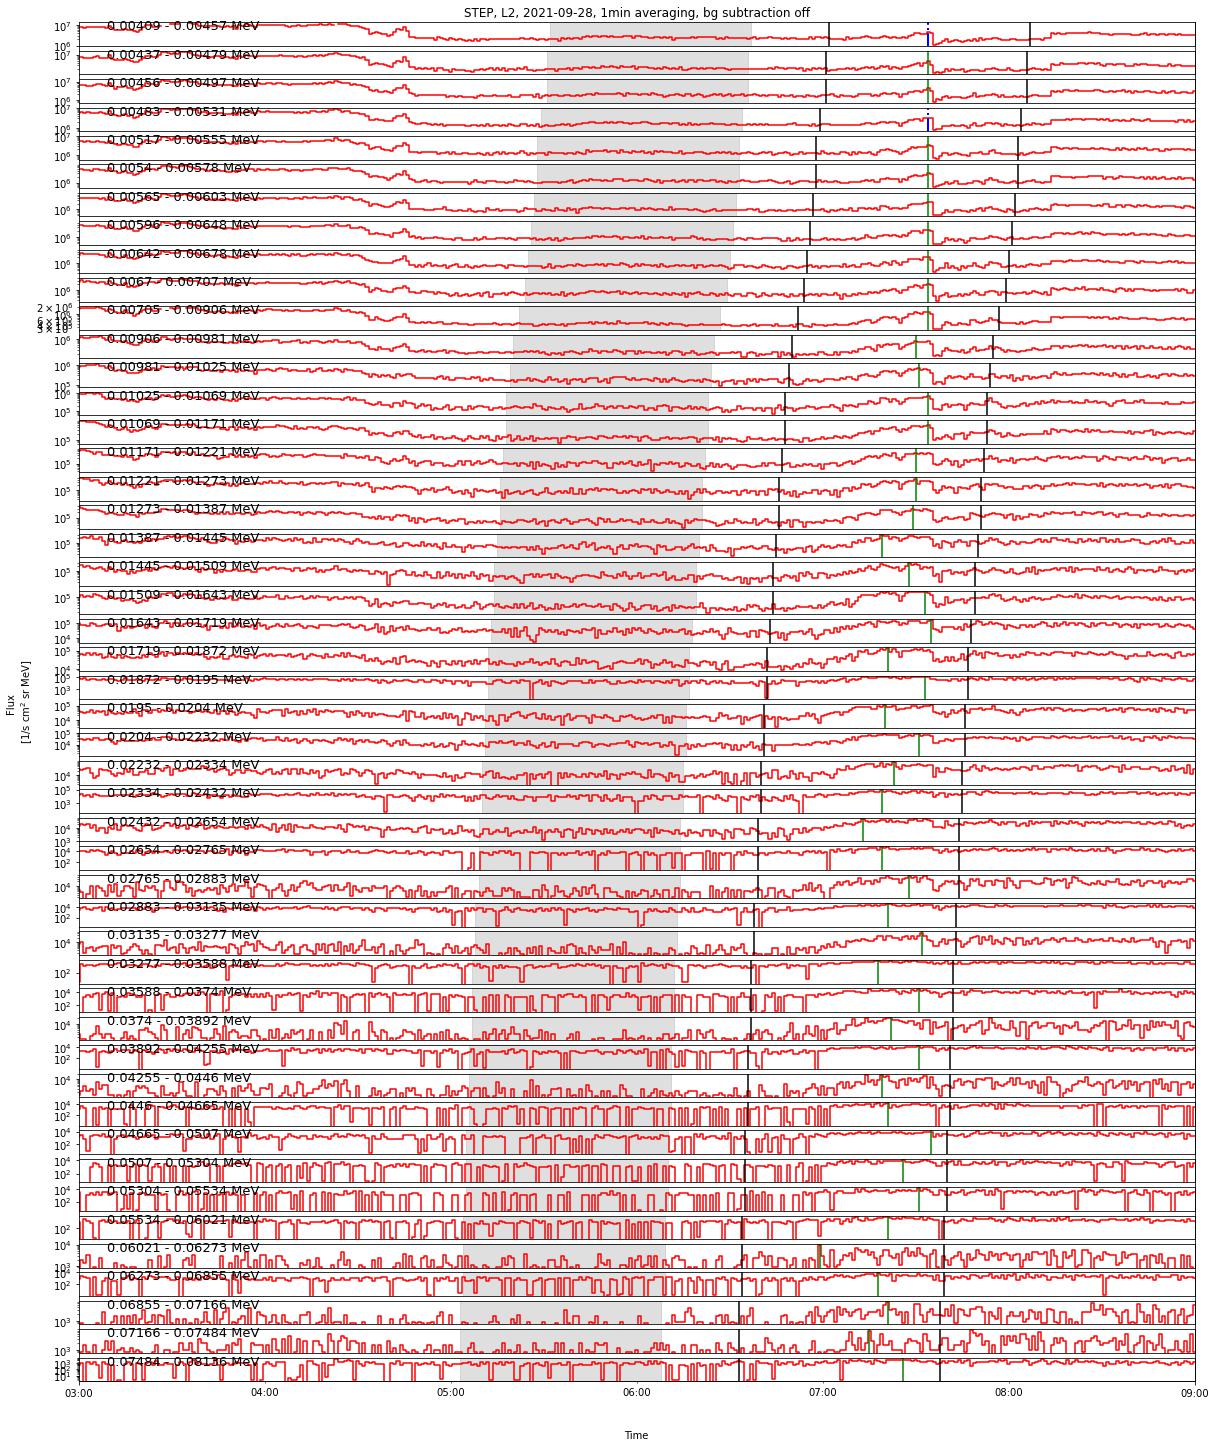 STEP, L2, 2021-09-28, 1min averaging, bg subtraction off
0.00409 - 0.00457 MeV
0.00437 - 0.00479 MeV
0.00456 - 0.00497 MeV
0.00483 - 0.00531 MeV
0.00517 - 0.00555 MeV
0.0054 - 0.00578 MeV
0.00565 - 0.00603 MeV
0.00596 - 0.00648 MeV
0.00642 - 0.00678 MeV
0.0067 - 0.00707 MeV
0.00705 - 0.00906 MeV
0.00906 - 0.00981 MeV
0.00981 - 0.01025 MeV
0.01025 - 0.01069 MeV
0.01069 - 0.01171 MeV
0.01171 - 0.01221 MeV
0.01221 - 0.01273 MeV
0.01273 - 0.01387 MeV
0.01387 - 0.01445 MeV
0.01445 - 0.01509 MeV
0.01509 - 0.01643 MeV
0.01643 - 0.01719 MeV
0.01719 - 0.01872 MeV
0.01872 - 0.0195 MeV
0.0195 - 0.0204 MeV
0.0204 - 0.02232 MeV
0.02232 - 0.02334 MeV
0.02334 - 0.02432 MeV
0.02432 - 0.02654 MeV
0.02654 - 0.02765 MeV
0.02765 - 0.02883 MeV
0.02883 - 0.03135 MeV
0.03135 - 0.03277 MeV
0.03277 - 0.03588 MeV
0.03588 - 0.0374 MeV
0.0374 - 0.03892 MeV
0.03892 - 0.04255 MeV
0.04255 - 0.0446 MeV
0.0446 - 0.04665 MeV
0.04665 - 0.0507 MeV
0.0507 - 0.05304 MeV
0.05304 - 0.05534 MeV
0.05534 - 0.06021 MeV
0.06021 - 0.06273 MeV
0.06273 - 0.06855 MeV
0.06855 - 0.07166 MeV
0.07166 - 0.07484 MeV
0.07484 - 0.08136 MeV
Flux
[1/s cm² sr MeV]
03:00 04:00 05:00 06:00 07:00 08:00 09:00
Time